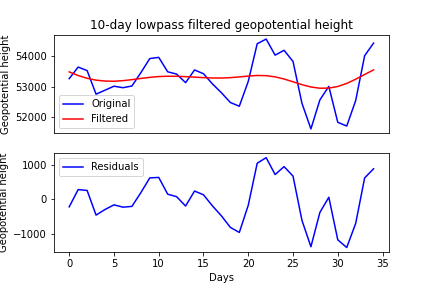 10-day lowpass filtered geopotential height
Geopotential height
54000
53000
52000
Original
Filtered
Geopotential height
1000
0
−1000
Residuals
0 5 10 15 20 25 30 35
Days